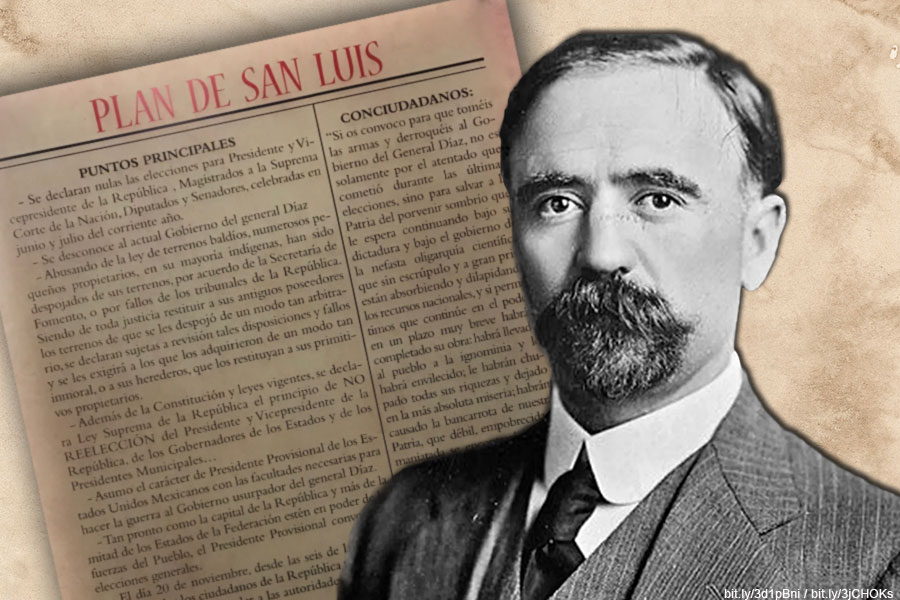 PLAN DE SAN LUIS
PUNTOS PRINCIPALES
- Se declaran nulas las elecciones para Presidente y Vi-
cepresidente de la República , Magistrados a la Suprema
Corte de la Nación, Diputados y Senadores, celebradas en
junio y julio del corriente año.
- Se desconoce al actual Gobierno del general Díaz
- Abusando de la ley de terrenos baldíos, numerosos pe-
queños propietarios, en su mayoría indígenas, han sido
despojados de sus terrenos, por acuerdo de la Secretaría de
Fomento, o por fallos de los tribunales de la República.
Siendo de toda justicia restituir a sus antiguos poseedores
los terrenos de que se les despojó de un modo tan arbitra-
rio, se declaran sujetas a revisión tales disposiciones y fallos
y se les exigirá a los que los adquirieron de un modo tan
inmoral, o a sus herederos, que los restituyan a sus primiti-
vos propietarios.
- Además de la Constitución y leyes vigentes, se decla-
ra Ley Suprema de la República el principio de NO
REELECCIÓN del Presidente y Vicepresidente de la
República, de los Gobernadores de los Estados y de los
Presidentes Municipales...
- Asumo el carácter de Presidente Provisional de los Es-
tados Unidos Mexicanos con las facultades necesarias para
hacer la guerra al Gobierno usurpador del general Díaz.
- Tan pronto como la capital de la República y más de la
mitad de los Estados de la Federación estén en poder de
fuerzas del Pueblo, el Presidente Provisional
elecciones generales.
El día 20 de noviembre, desde las seis de
los ciudadanos de la República
a las autoridades
CONCIUDADANOS:
"Si os convoco para que toméis
las armas y derroquéis al Go-
bierno del General Díaz, no es
solamente por el atentado que
cometió durante las última
elecciones, sino para salvar a
Patria del porvenir sombrío que
le espera continuando bajo su
dictadura y bajo el gobierno d
la nefasta oligarquía científic
que sin escrúpulo y a gran pr
están absorbiendo y dilapidand
los recursos nacionales, y si permi
timos que continúe en el pode
en un plazo muy breve habr
completado su obra: habrá llevad
al pueblo a la ignominia y
habrá envilecido; le habrán chu-
pado todas sus riquezas y dejado
en la más absoluta miseria; habrán
causado la bancarrota de nuest
Patria, que débil, empobrecid
maniatad
bit.ly/3d1pBni / bit.ly/3jCHOKs